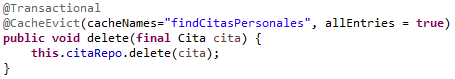 @Transactional
@CacheEvict(cacheNames="findCitasPersonales", allEntries = true)
public void delete(final Cita cita) {
    this.citaRepo.delete(cita);
}